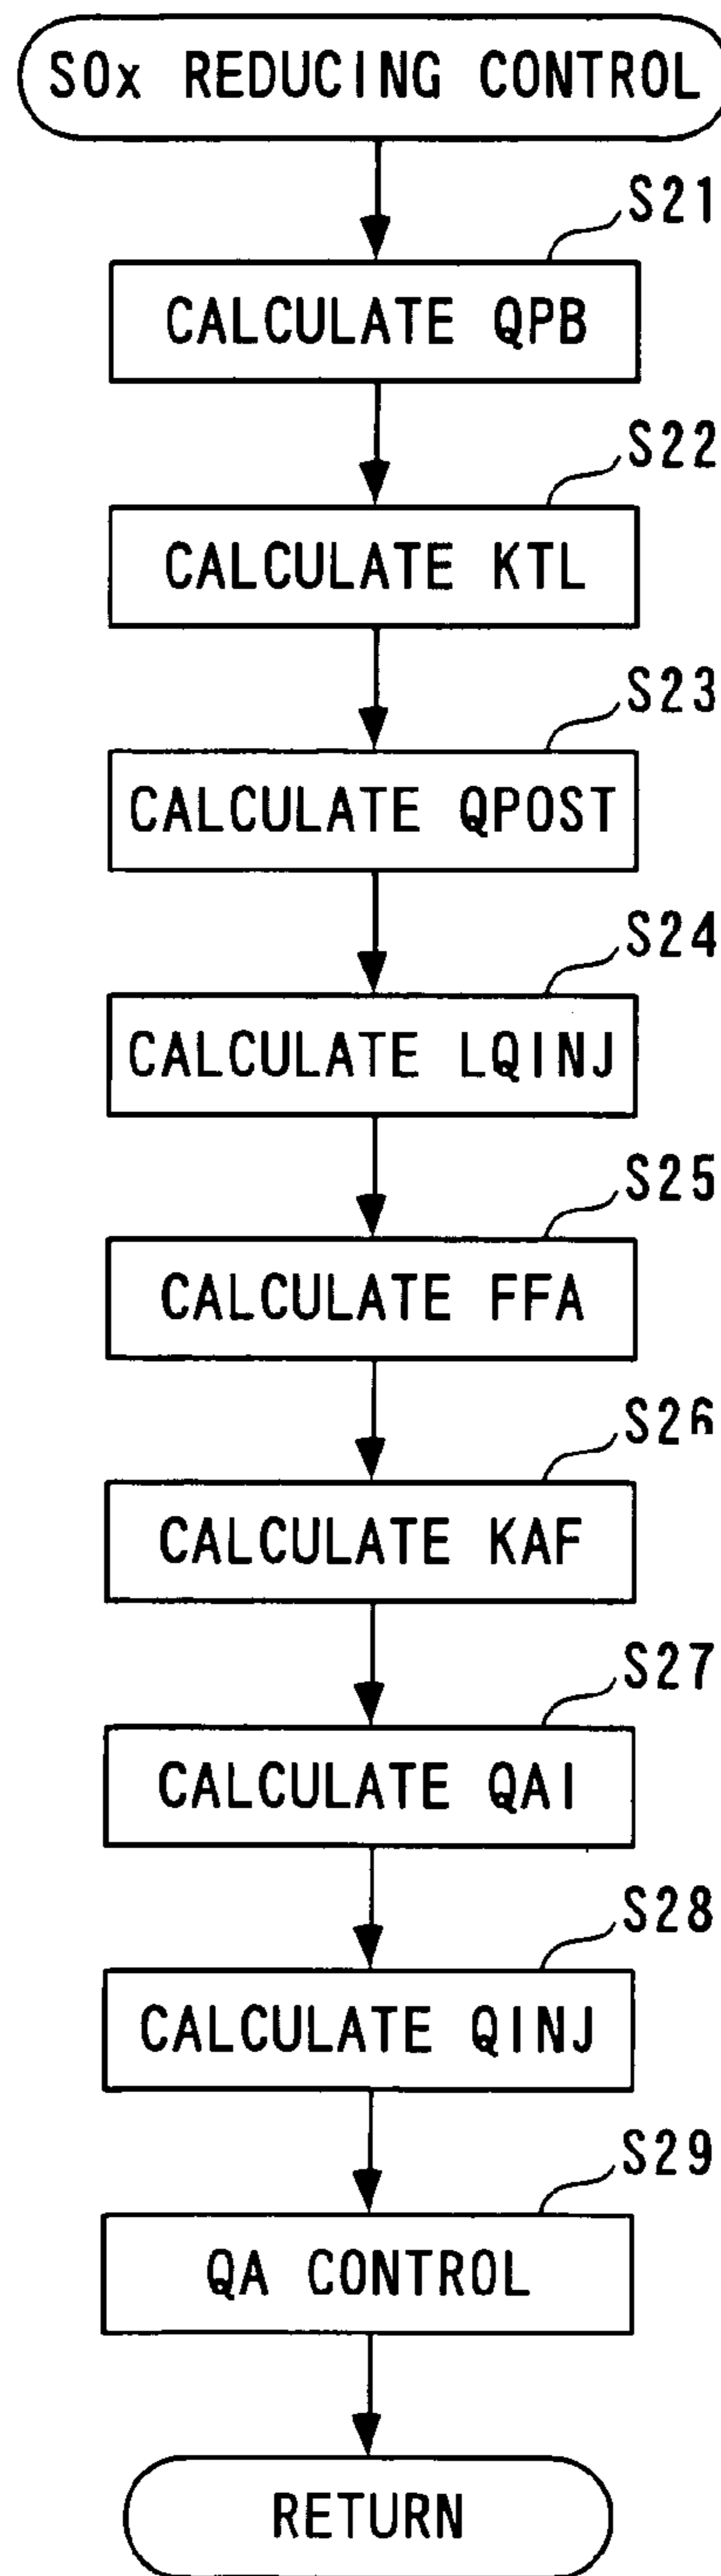 SOx REDUCING CONTROL
S21
CALCULATE QPB
S22
CALCULATE KTL
S23
CALCULATE QPOST
S24
CALCULATE LQINJ
S25
CALCULATE FFA
S26
CALCULATE KAF
S27
CALCULATE QAI
S28
CALCULATE QINJ
S29
QA CONTROL
RETURN